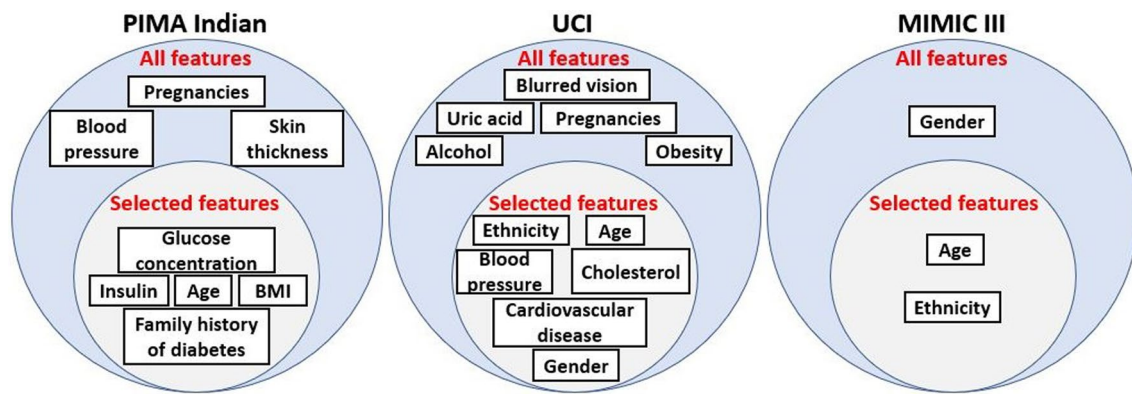 PIMA Indian
All features
Pregnancies
Blood
pressure
Skin
thickness
Selected features
Glucose
concentration
Insulin
Age
BMI
Family history
of diabetes
UCI
All features
Blurred vision
Uric acid
Pregnancies
Alcohol
Obesity
Selected features
Ethnicity
Age
Blood
pressure
Cholesterol
Cardiovascular
disease
Gender
MIMIC III
All features
Gender
Selected features
Age
Ethnicity